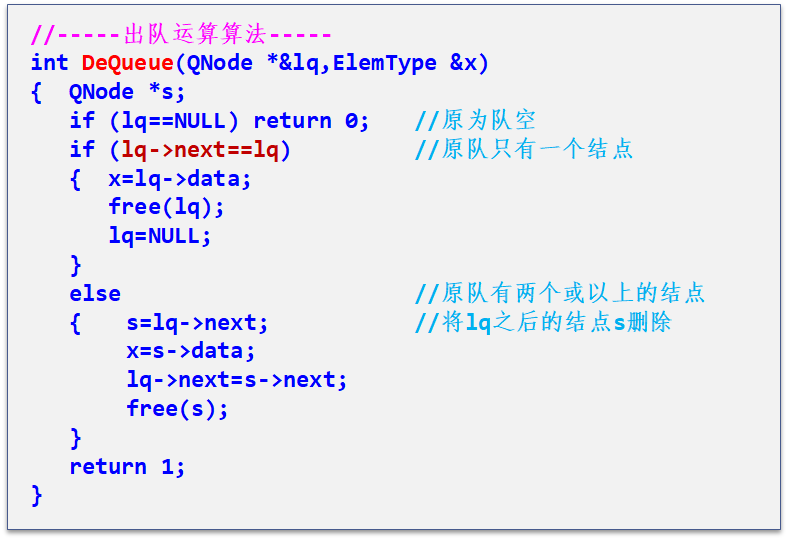 //-----出队运算算法-----
int DeQueue(QNode *&lq,ElemType &x)
{  QNode *s;
   if (lq==NULL) return 0;   //原为队空
   if (lq->next==lq)         //原队只有一个结点
   {  x=lq->data;
      free(lq);
      lq=NULL;
   }
   else                      //原队有两个或以上的结点
   {   s=lq->next;           //将lq之后的结点s删除
       x=s->data;
       lq->next=s->next;
       free(s);
   }
   return 1;
}